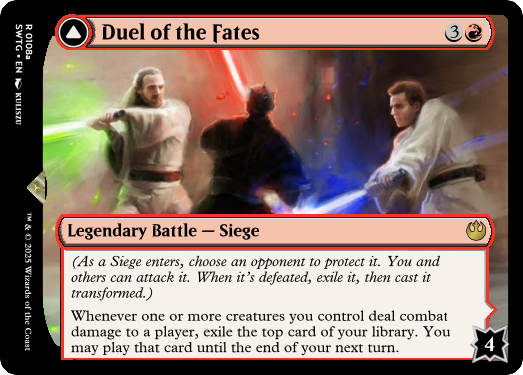 Duel of the Fates
3
Legendary Battle — Siege
(As a Siege enters, choose an opponent to protect it. You and
others can attack it. When it's defeated, exile it, then cast it
transformed.)
Whenever one or more creatures you control deal combat
damage to a player, exile the top card of your library. You
may play that card until the end of your next turn.
4
R 0108a
SWTG • EN KULISZU
™ & © 2025 Wizards of the Coast